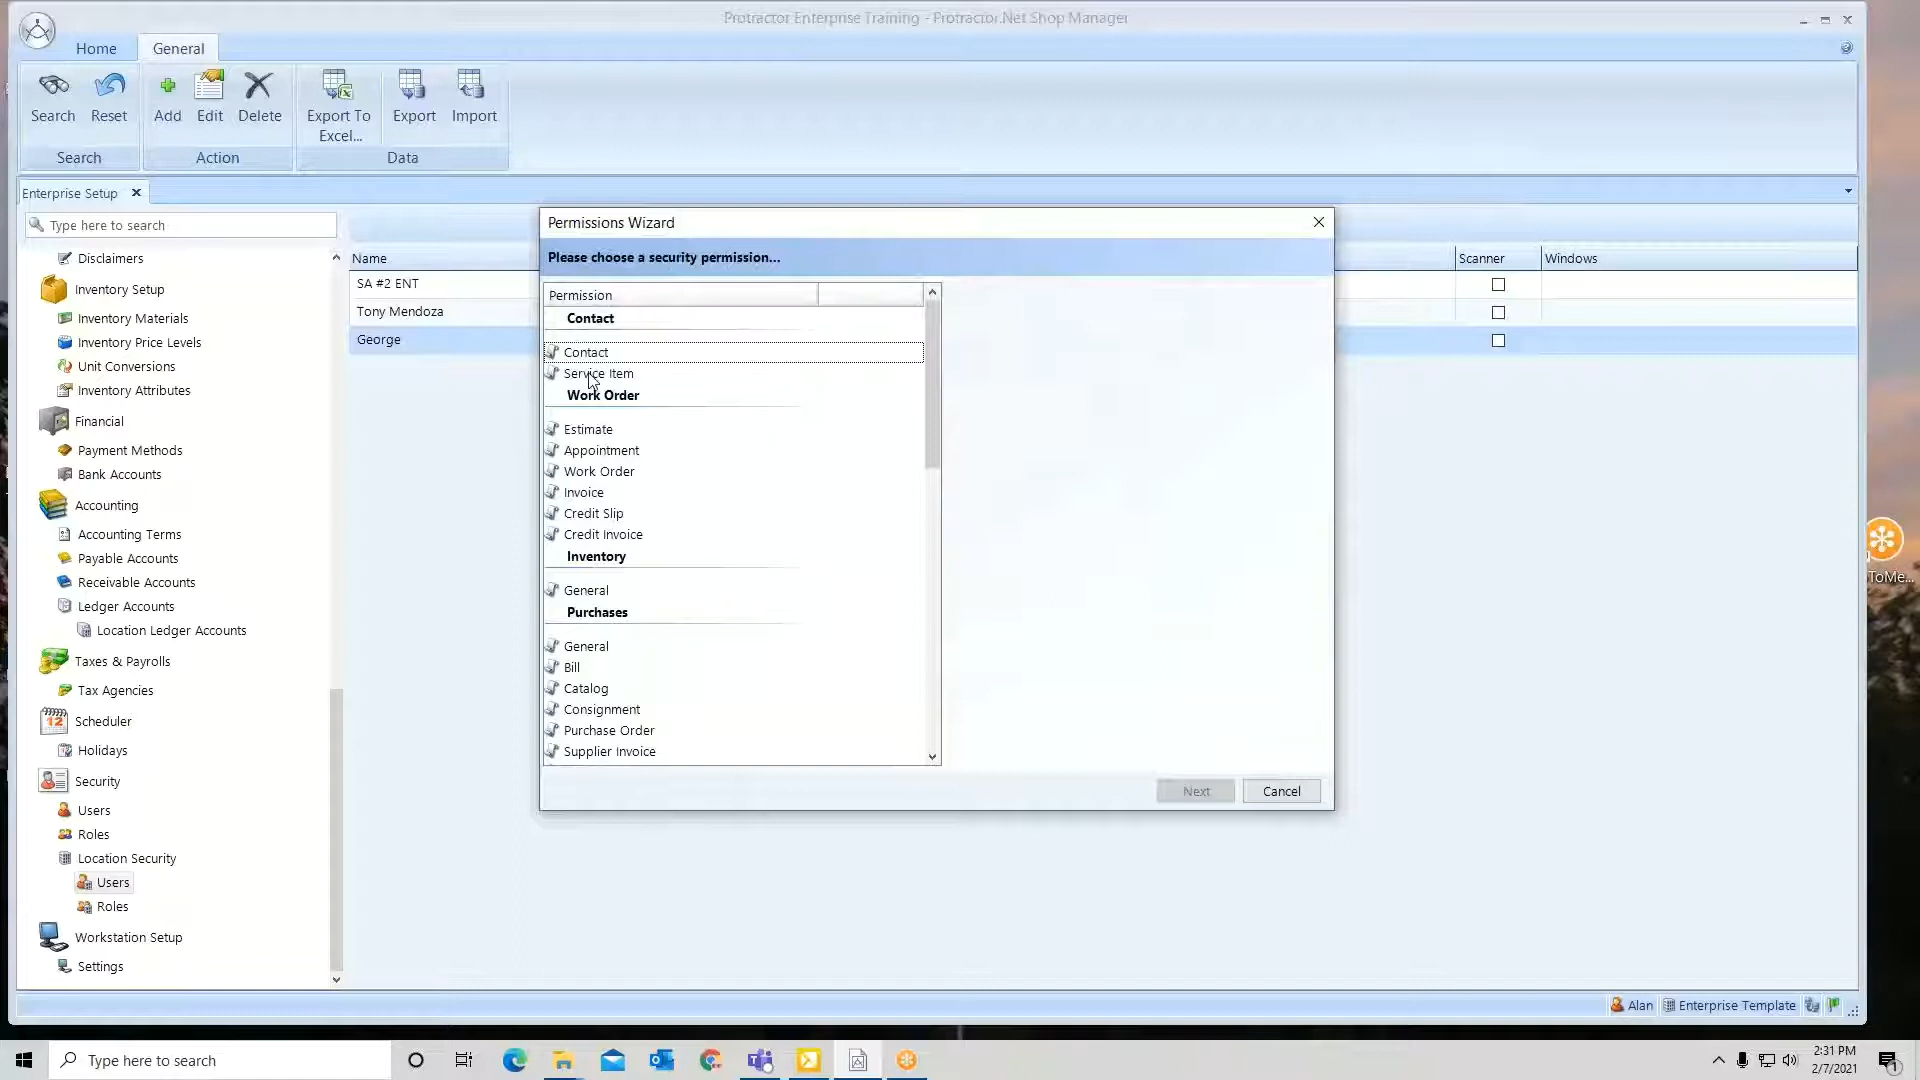 Protractor Enterprise Training - Protractor.Net Shop Manager
Home
General
Search
Reset
Add
Edit
Delete
Export To
Excel...
Export
Import
Search
Action
Data
Enterprise Setup
Type here to search
Disclaimers
Inventory Setup
Inventory Materials
Inventory Price Levels
Unit Conversions
Inventory Attributes
Financial
Payment Methods
Bank Accounts
Accounting
Accounting Terms
Payable Accounts
Receivable Accounts
Ledger Accounts
Location Ledger Accounts
Taxes & Payrolls
Tax Agencies
12
Scheduler
Holidays
Security
Users
Roles
Location Security
Users
Roles
Workstation Setup
Settings
Name
Scanner
Windows
SA #2 ENT
Tony Mendoza
George
Permissions Wizard
Please choose a security permission...
Permission
Contact
Contact
Service Item
Work Order
Estimate
Appointment
Work Order
Invoice
Credit Slip
Credit Invoice
Inventory
General
Purchases
General
Bill
Catalog
Consignment
Purchase Order
Supplier Invoice
Next
Cancel
ToMe...
Alan
Enterprise Template
Type here to search
2:31 PM
2/7/2021
1